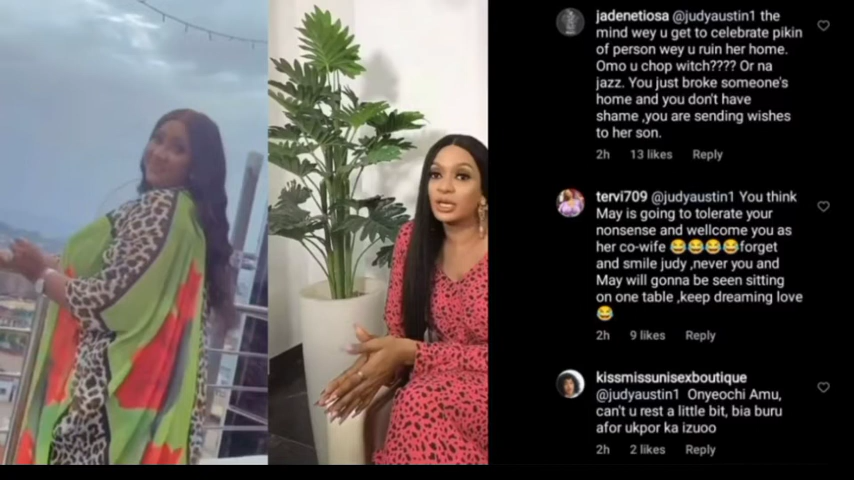 jadenetiosa @judyaustin1 the
mind wey u get to celebrate pikin
of person wey u ruin her home.
Omo u chop witch???? Or na
jazz. You just broke someone's
home and you don't have
shame ,you are sending wishes
to her son.
2h 13 likes Reply
tervi709 @judyaustin1 You think
May is going to tolerate your
nonsense and wellcome you as
her co-wife 😂😂😂😂forget
and smile judy ,never you and
May will gonna be seen sitting
on one table ,keep dreaming love
😂
2h 9 likes Reply
kissmissunisexboutique
@judyaustin1 Onyeochi Amu,
can't u rest a little bit, bia buru
afor ukpor ka izuoo
2h 2 likes Reply